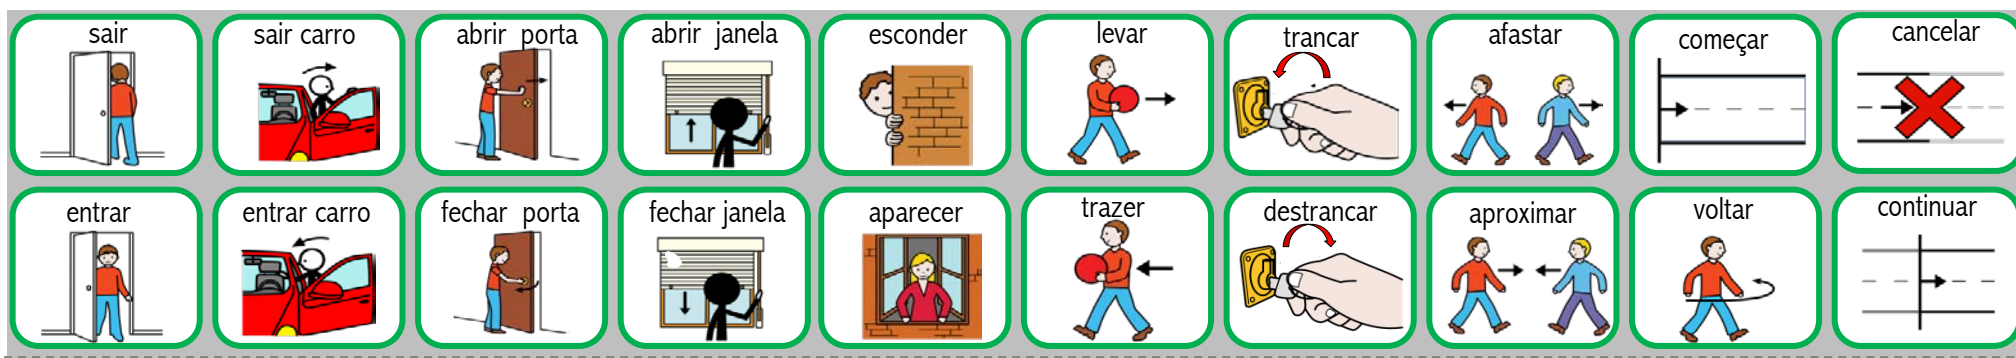 sair
sair carro
abrir porta
abrir janela
esconder
levar
trancar
afastar
começar
cancelar
entrar
entrar carro
fechar porta
fechar janela
aparecer
trazer
destrancar
aproximar
voltar
continuar